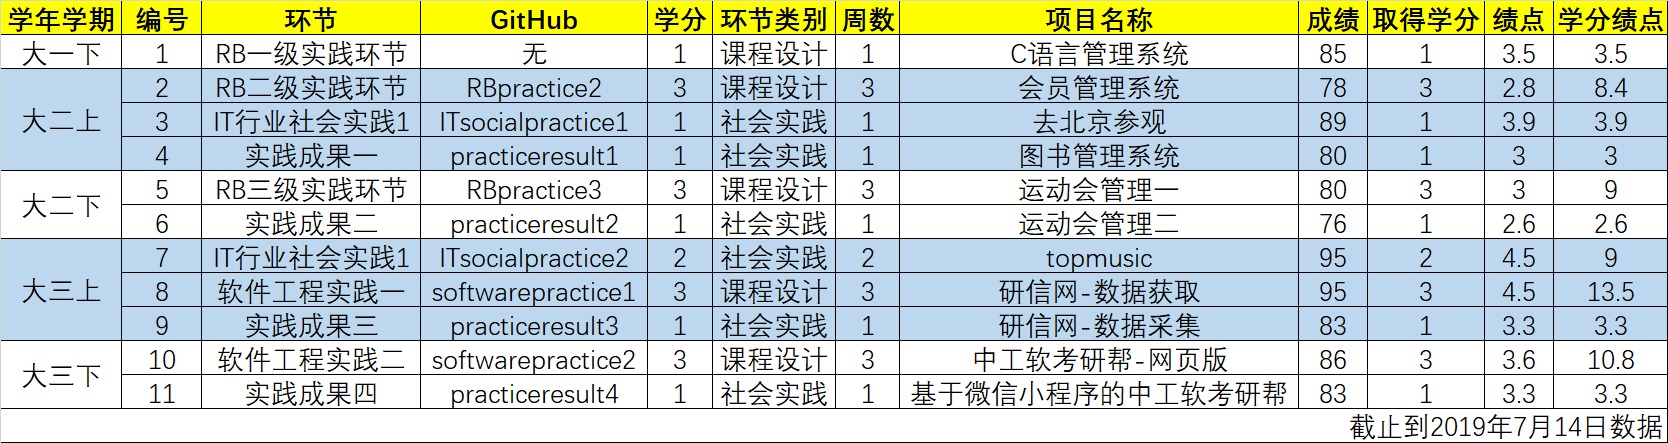 学年学期 编号 环节 GitHub 学分 环节类别 周数 项目名称 成绩 取得学分 绩点 学分绩点
大一下 1 RB一级实践环节 无 1 课程设计 1 C语言管理系统 85 1 3.5 3.5
大二上 2 RB二级实践环节 RBpractice2 3 课程设计 3 会员管理系统 78 3 2.8 8.4
3 IT行业社会实践1 ITsocialpractice1 1 社会实践 1 去北京参观 89 1 3.9 3.9
4 实践成果一 practiceresult1 1 社会实践 1 图书管理系统 80 1 3 3
大二下 5 RB三级实践环节 RBpractice3 3 课程设计 3 运动会管理一 80 3 3 9
6 实践成果二 practiceresult2 1 社会实践 1 运动会管理二 76 1 2.6 2.6
大三上 7 IT行业社会实践1 ITsocialpractice2 2 社会实践 2 topmusic 95 2 4.5 9
8 软件工程实践一 softwarepractice1 3 课程设计 3 研信网-数据获取 95 3 4.5 13.5
9 实践成果三 practiceresult3 1 社会实践 1 研信网-数据采集 83 1 3.3 3.3
大三下 10 软件工程实践二 softwarepractice2 3 课程设计 3 中工软考研帮-网页版 86 3 3.6 10.8
11 实践成果四 practiceresult4 1 社会实践 1 基于微信小程序的中工软考研帮 83 1 3.3 3.3
截止到2019年7月14日数据